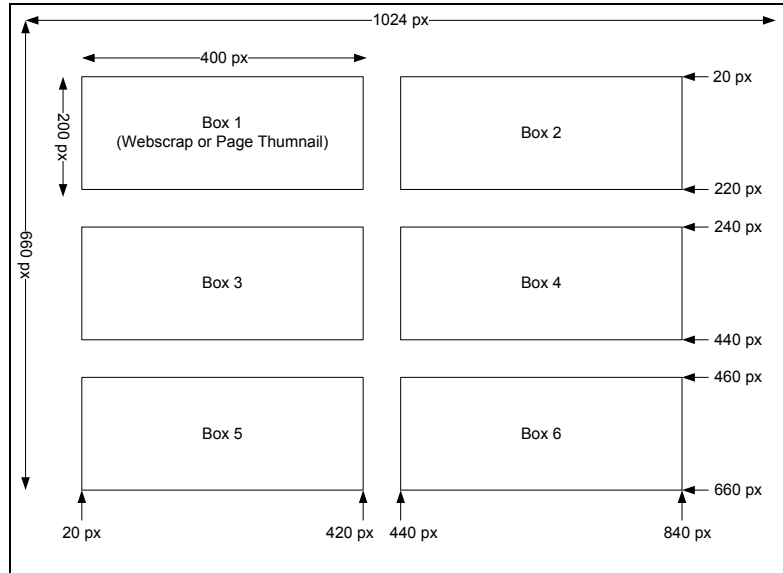 1024 px
400 px
20 px
200 px
Box 1
(Webscrap or Page Thumnail)
Box 2
220 px
660 px
240 px
Box 3
Box 4
440 px
460 px
Box 5
Box 6
660 px
20 px
420 px
440 px
840 px